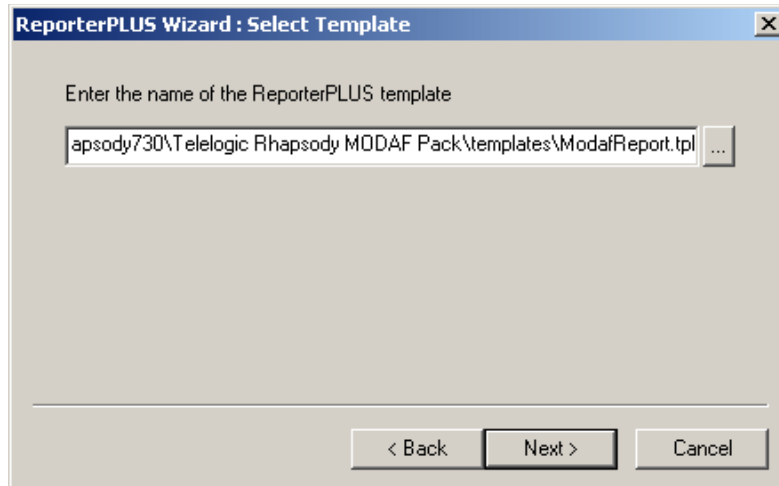 ReporterPLUS Wizard : Select Template
Enter the name of the ReporterPLUS template
apsody730\Telelogic Rhapsody MODAF Pack\templates\ModafReport.tpl ...
< Back Next > Cancel